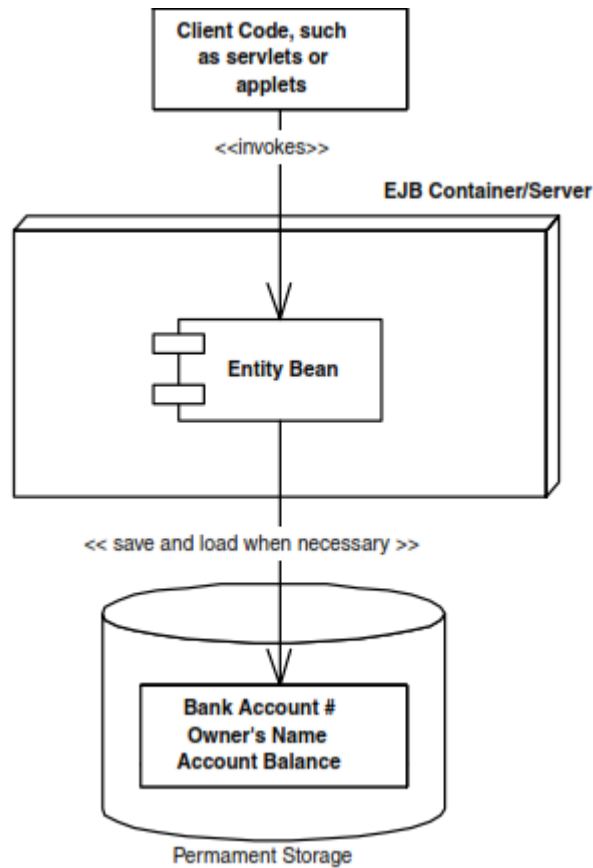 Client Code, such
as servlets or
applets
<<invokes>>
EJB Container/Server
Entity Bean
<< save and load when necessary >>
Bank Account #
Owner's Name
Account Balance
Permament Storage